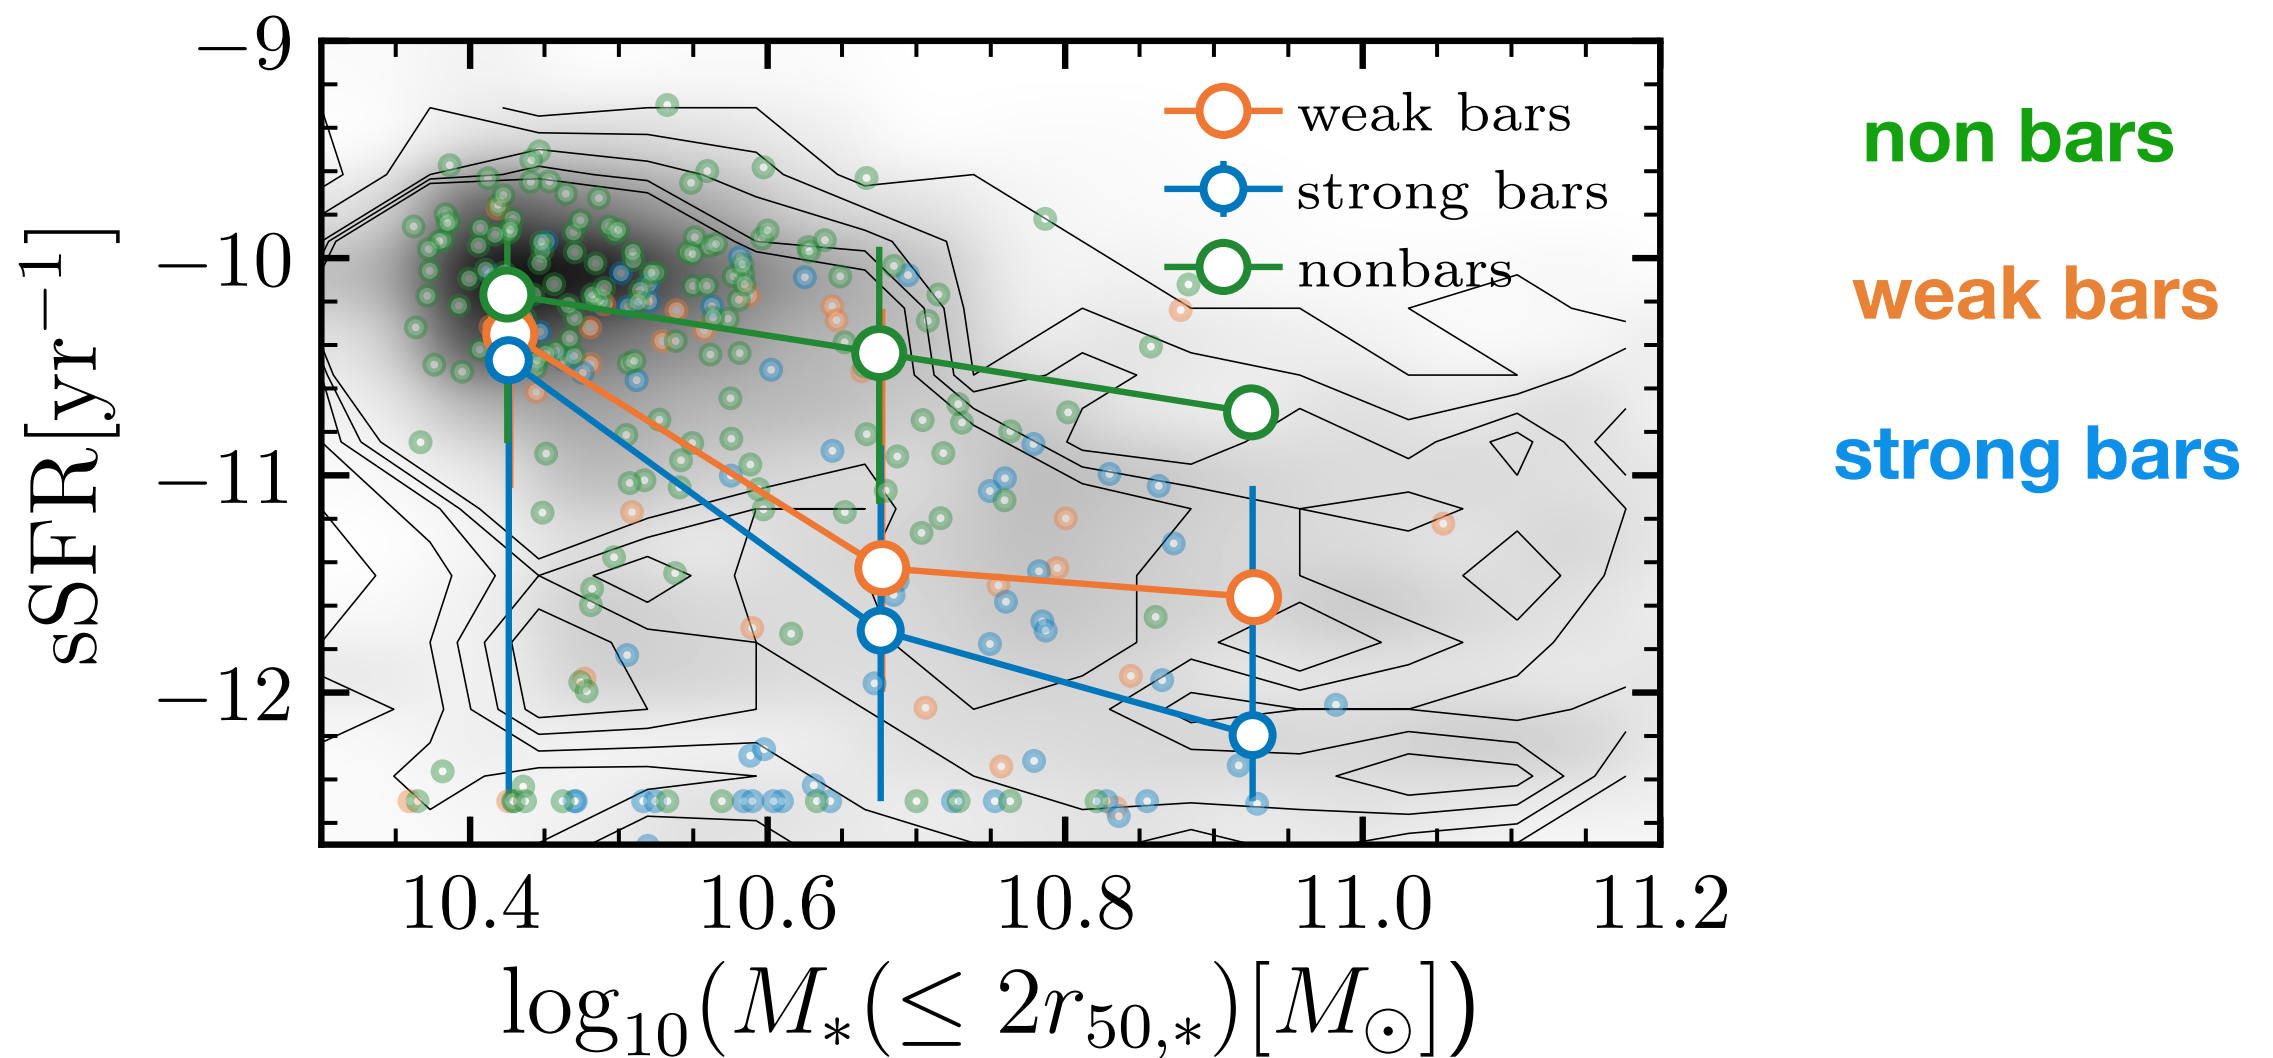 −9
−10
−11
−12
sSFR[yr⁻¹]
weak bars
strong bars
nonbars
10.4 10.6 10.8 11.0 11.2
log₁₀(M∗(≤ 2r₅₀,∗)[M⊙])
non bars
weak bars
strong bars